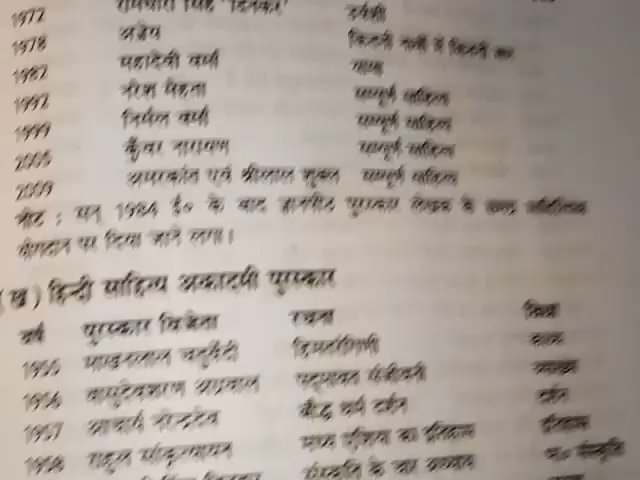 1972 रामधारी सिंह 'दिनकर' उर्वशी
1978 अज्ञेय कितनी नावों में कितनी बार
1982 महादेवी वर्मा यामा
1992 नरेश मेहता सम्पूर्ण साहित्य
1999 निर्मल वर्मा सम्पूर्ण साहित्य
2005 कुँवर नारायण सम्पूर्ण साहित्य
2009 अमरकांत एवं श्रीलाल शुक्ल सम्पूर्ण साहित्य
नोट : सन् 1984 ई० के बाद ज्ञानपीठ पुरस्कार लेखक के
योगदान पर दिया जाने लगा।
(ख) हिन्दी साहित्य अकादमी पुरस्कार
वर्ष पुरस्कार विजेता रचना विधा
1955 माखनलाल चतुर्वेदी हिमतरंगिणी काव्य
1956 वासुदेवशरण अग्रवाल पद्मावत संजीवनी व्याख्या
1957 आचार्य नरेन्द्रदेव बौद्ध धर्म दर्शन दर्शन
1958 राहुल सांकृत्यायन मध्य एशिया का इतिहास इतिहास
संस्कृति के चार अध्याय